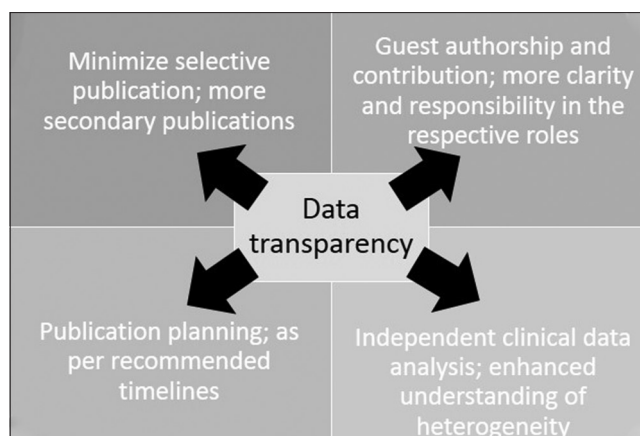 Minimize selective
publication; more
secondary publications
Guest authorship and
contribution; more clarity
and responsibility in the
respective roles
Data
transparency
Publication planning; as
per recommended
timelines
Independent clinical data
analysis; enhanced
understanding of
heterogeneity